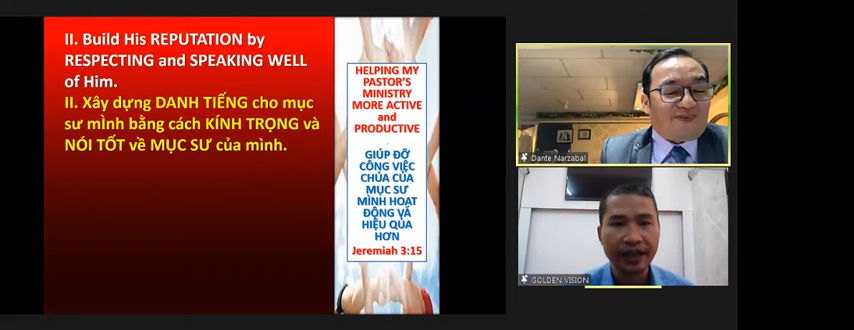 II. Build His REPUTATION by
RESPECTING and SPEAKING WELL
of Him.
II. Xây dựng DANH TIẾNG cho mục
sư mình bằng cách KÍNH TRỌNG và
NÓI TỐT về MỤC SƯ của mình.
HELPING MY
PASTOR'S
MINISTRY
MORE ACTIVE
and
PRODUCTIVE
GIÚP ĐỠ
CÔNG VIỆC
CHÚA CỦA
MỤC SƯ
MÌNH HOẠT
ĐỘNG VÀ
HIỆU QỦA
HƠN
Jeremiah 3:15
Dante Narzabal
GOLDEN VISION